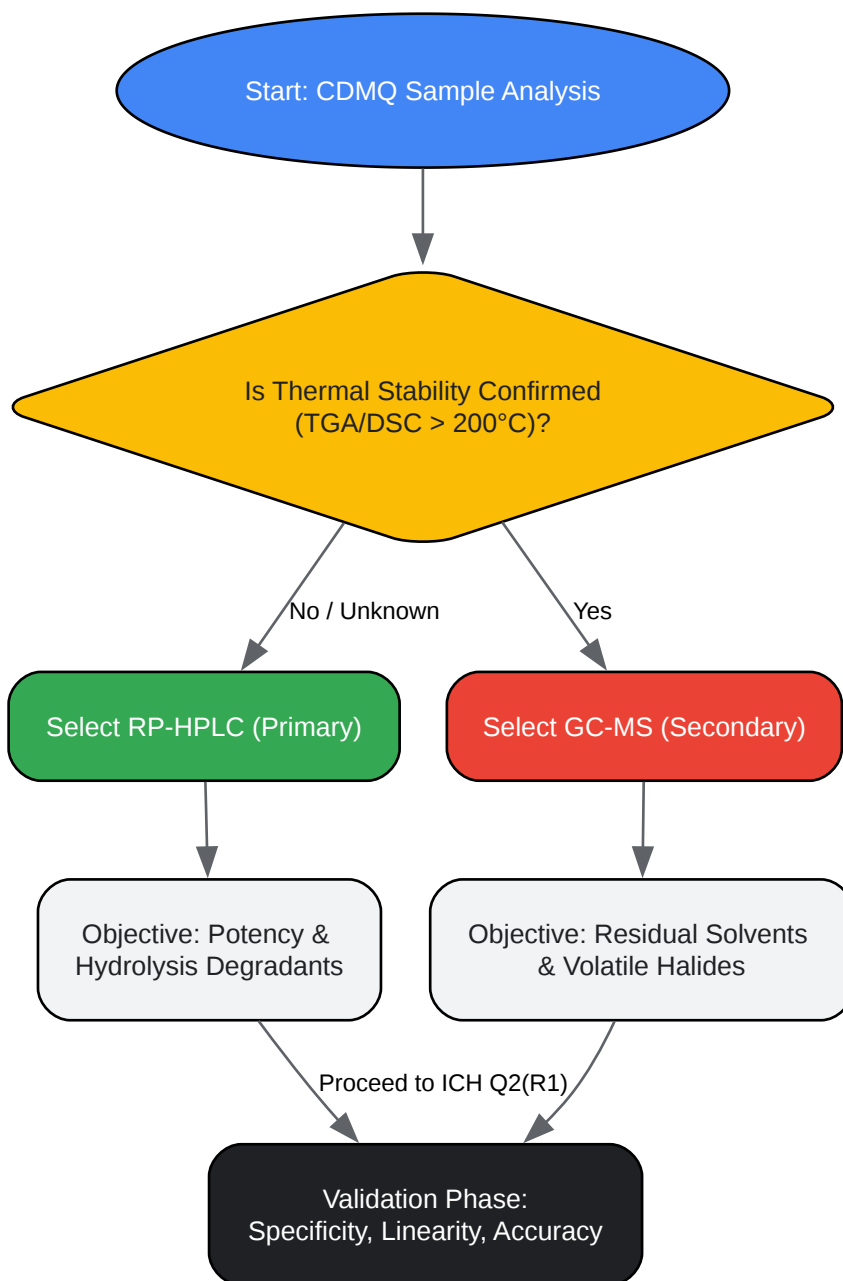 Start: CDMQ Sample Analysis
Is Thermal Stability Confirmed
(TGA/DSC > 200°C)?
No / Unknown
Yes
Select RP-HPLC (Primary)
Select GC-MS (Secondary)
Objective: Potency &
Hydrolysis Degradants
Objective: Residual Solvents
& Volatile Halides
Proceed to ICH Q2(R1)
Validation Phase:
Specificity, Linearity, Accuracy